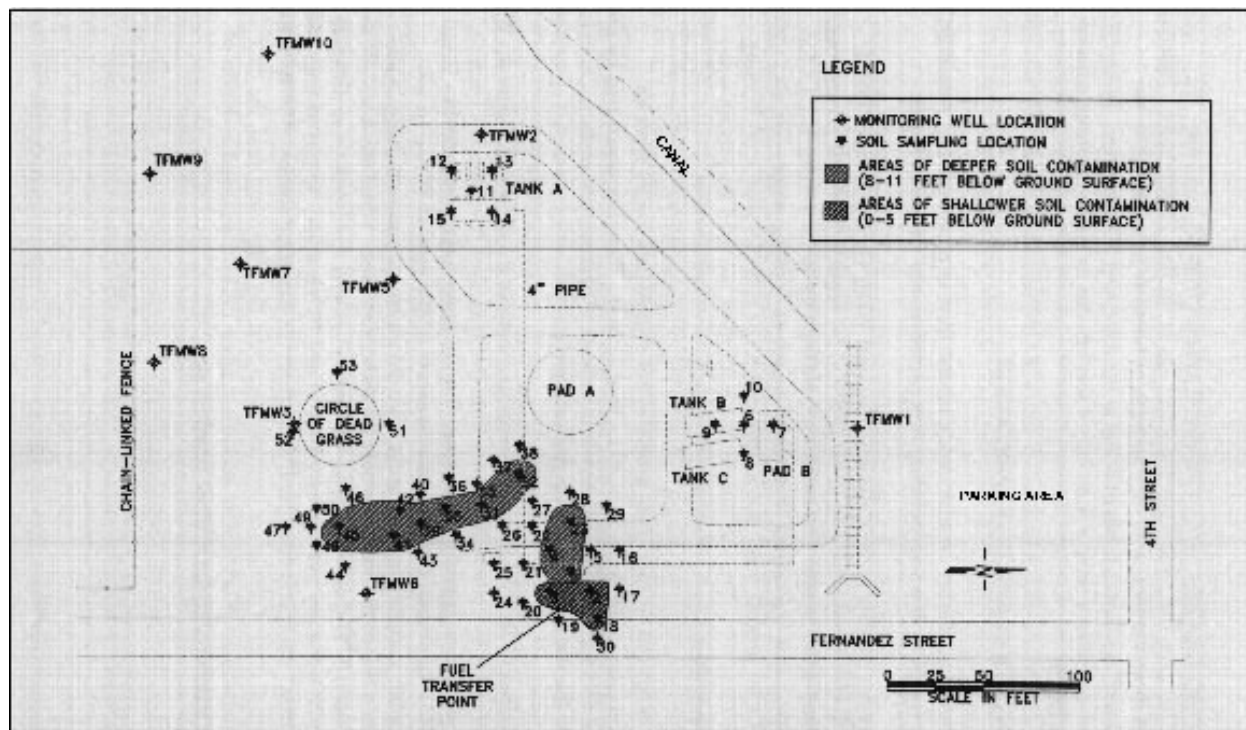 TFMW10
LEGEND
MONITORING WELL LOCATION
SOIL SAMPLING LOCATION
AREAS OF DEEPER SOIL CONTAMINATION
(8-11 FEET BELOW GROUND SURFACE)
AREAS OF SHALLOWER SOIL CONTAMINATION
(0-5 FEET BELOW GROUND SURFACE)
TFMW2
CANAL
TFMW9
12
13
11
TANK A
15
14
TFMW7
TFMW5
4" PIPE
TFMW8
CHAIN-LINKED FENCE
53
PAD A
10
TANK B
TFMW3
52
CIRCLE
OF DEAD
GRASS
51
9
7
TFMW1
8
TANK C
PAD B
38
36
40
46
42
50
28
27
29
PARKING AREA
4TH STREET
47
49
26
34
43
44
25
21
16
TFMW6
24
20
17
19
18
30
FERNANDEZ STREET
FUEL
TRANSFER
POINT
0 25 50 100
SCALE IN FEET